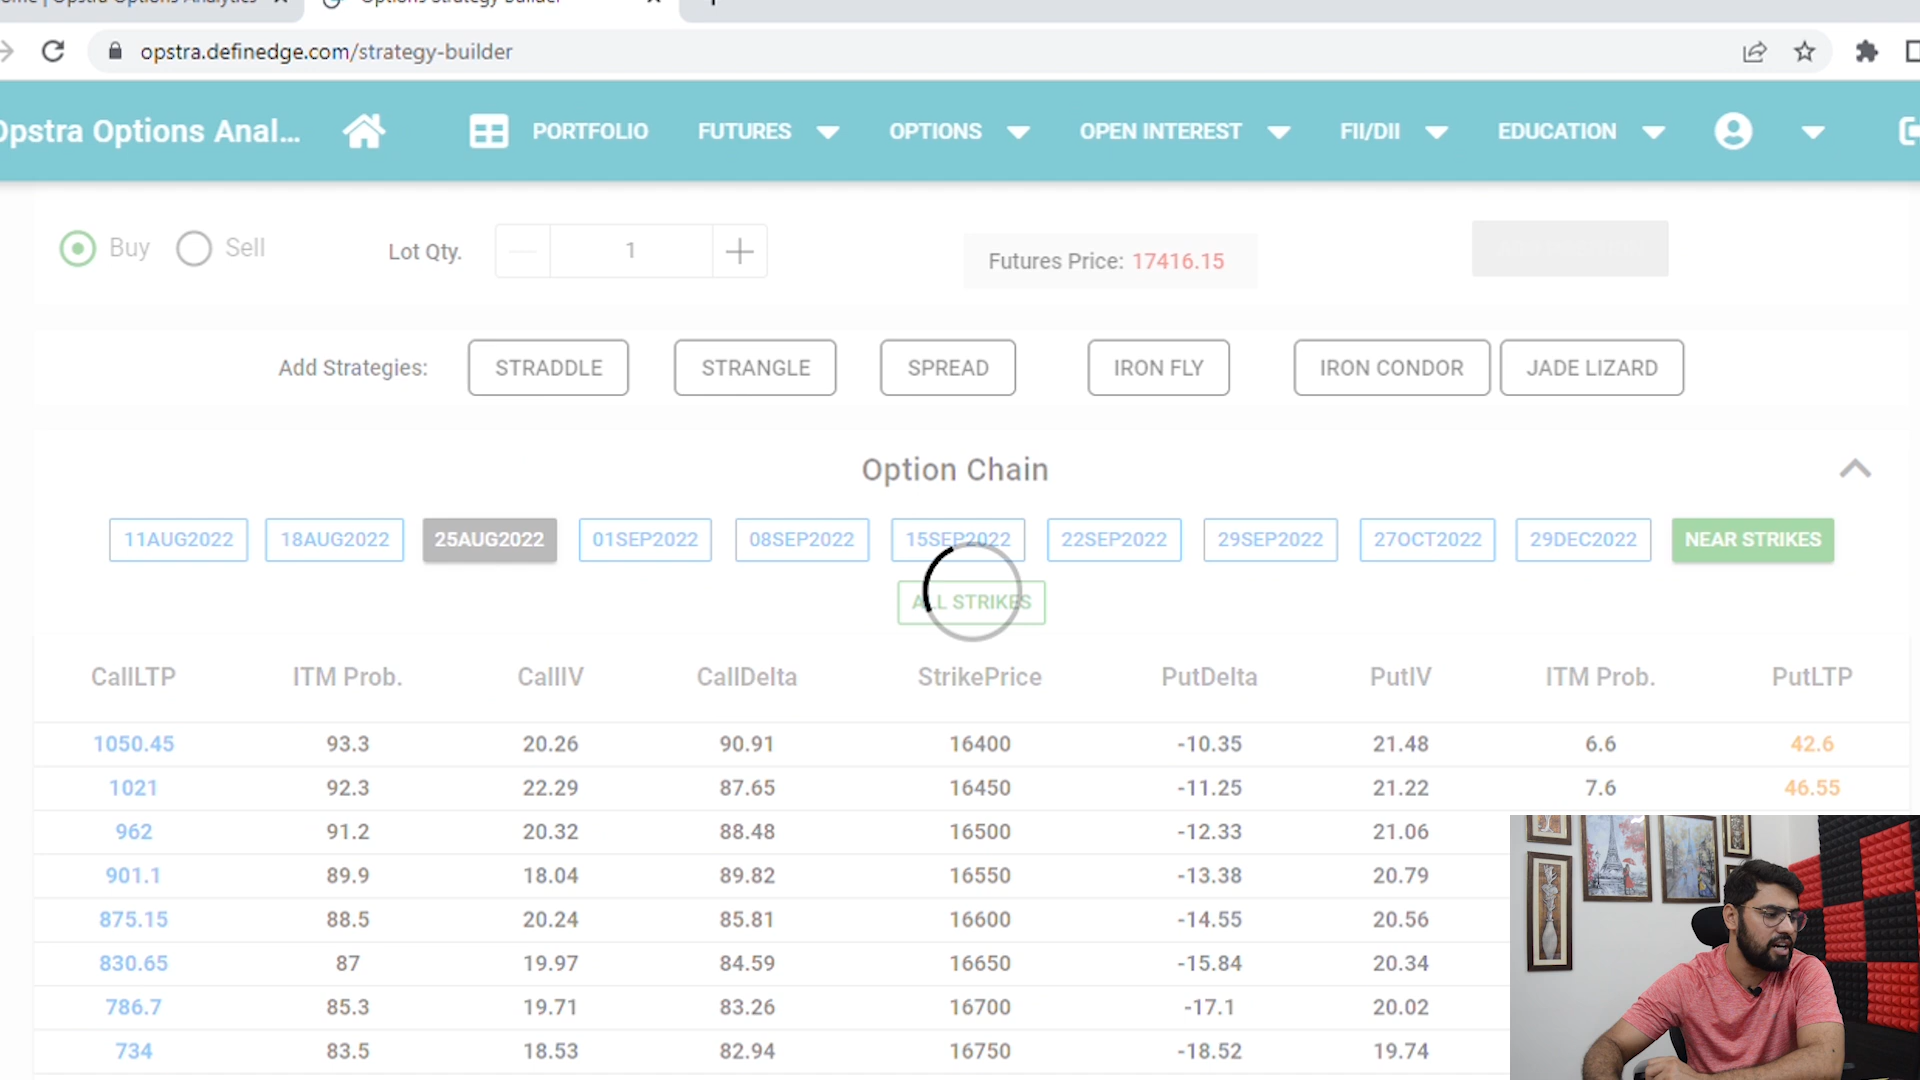 Options Strategy Builder
opstra.definedge.com/strategy-builder
Opstra Options Anal...
PORTFOLIO
FUTURES
OPTIONS
OPEN INTEREST
FII/DII
EDUCATION
Buy
Sell
Lot Qty.
1
Futures Price: 17416.15
Add Strategies:
STRADDLE
STRANGLE
SPREAD
IRON FLY
IRON CONDOR
JADE LIZARD
Option Chain
11AUG2022 18AUG2022 25AUG2022 01SEP2022 08SEP2022 15SEP2022 22SEP2022 29SEP2022 27OCT2022 29DEC2022 NEAR STRIKES
ALL STRIKES
CallLTP ITM Prob. CallIV CallDelta StrikePrice PutDelta PutIV ITM Prob. PutLTP
1050.45 93.3 20.26 90.91 16400 -10.35 21.48 6.6 42.6
1021 92.3 22.29 87.65 16450 -11.25 21.22 7.6 46.55
962 91.2 20.32 88.48 16500 -12.33 21.06
901.1 89.9 18.04 89.82 16550 -13.38 20.79
875.15 88.5 20.24 85.81 16600 -14.55 20.56
830.65 87 19.97 84.59 16650 -15.84 20.34
786.7 85.3 19.71 83.26 16700 -17.1 20.02
734 83.5 18.53 82.94 16750 -18.52 19.74